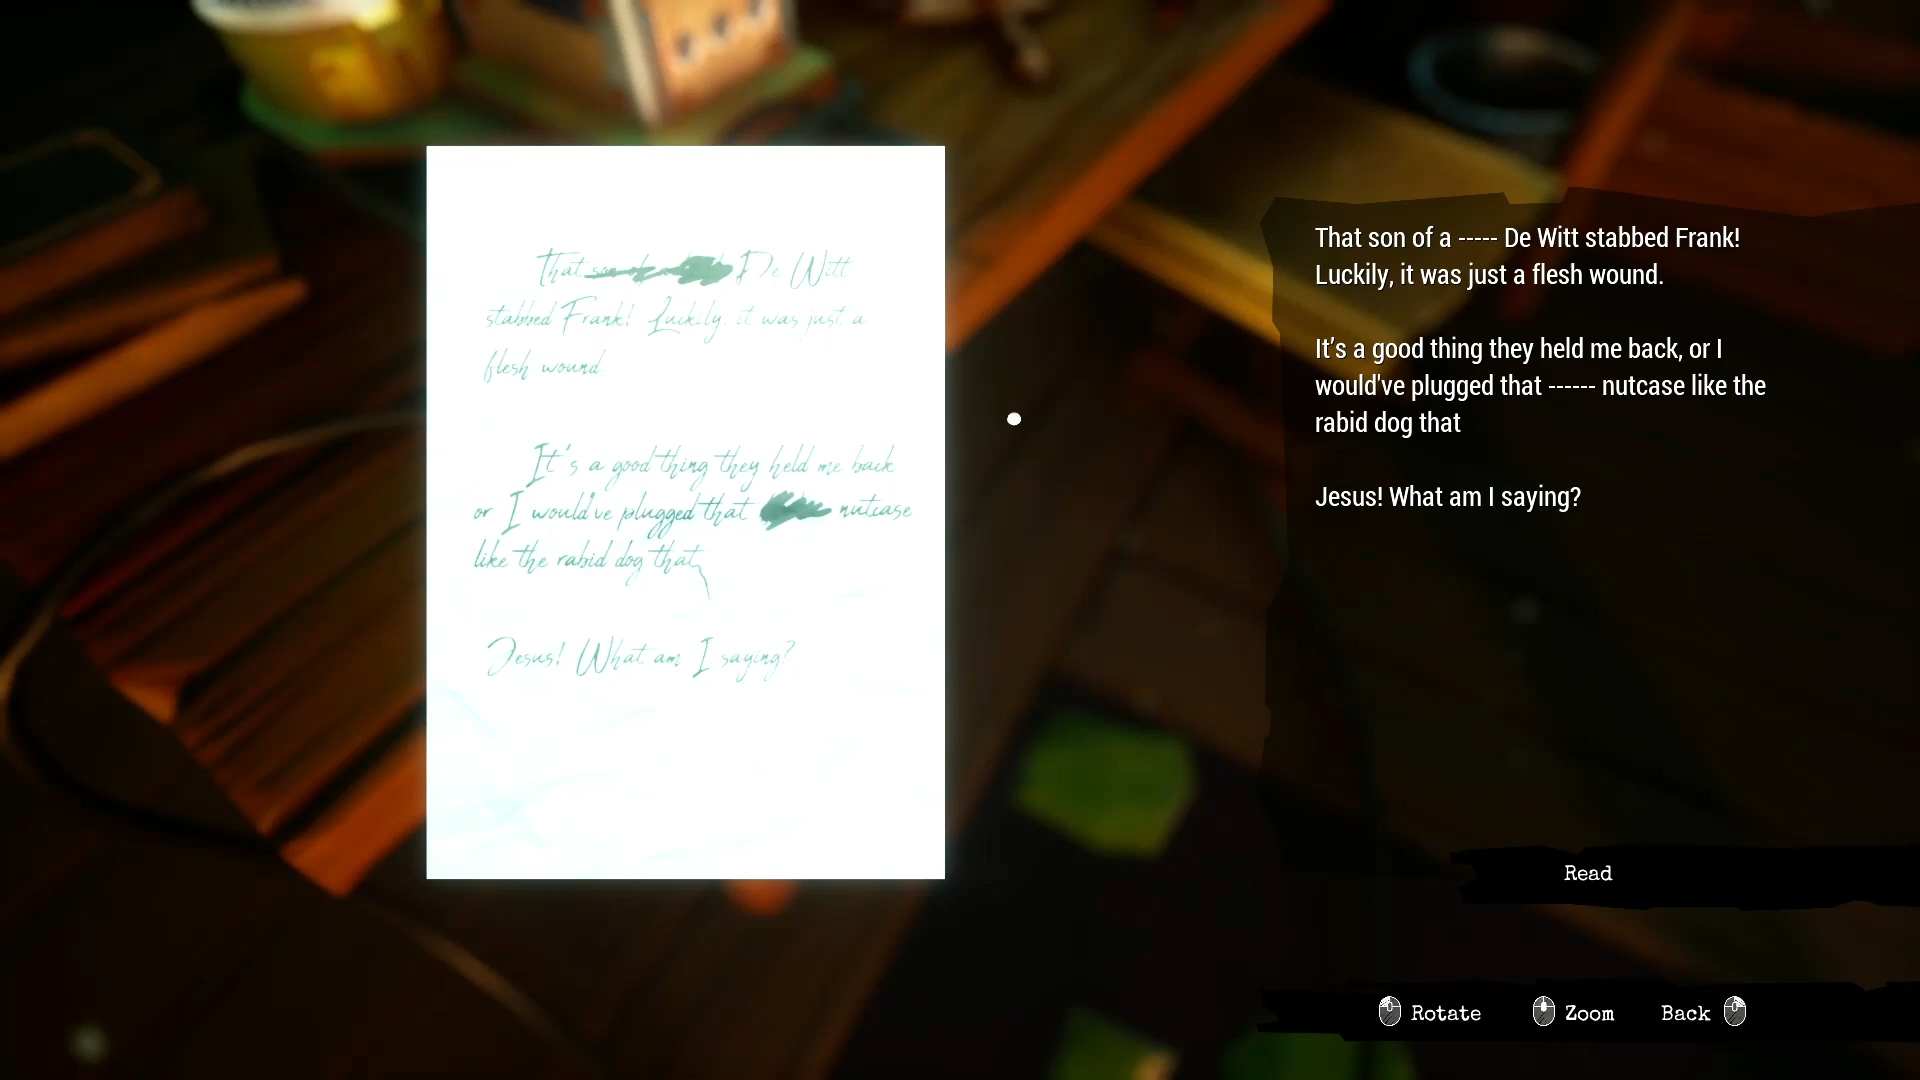 That son of a De Witt
stabbed Frank! Luckily, it was just a
flesh wound.
It's a good thing they held me back
or I would've plugged that nutcase
like the rabid dog that
Jesus! What am I saying?
That son of a ----- De Witt stabbed Frank!
Luckily, it was just a flesh wound.
It's a good thing they held me back, or I
would've plugged that ------ nutcase like the
rabid dog that
Jesus! What am I saying?
Read
Rotate Zoom Back